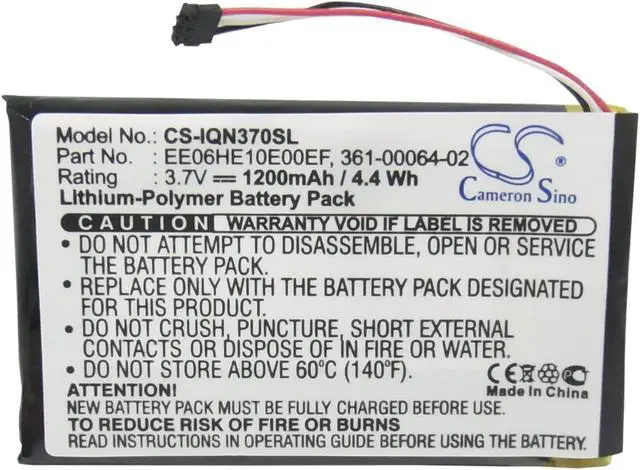 Model No.: CS-IQN370SL
Part No. : EE06HE10E00EF, 361-00064-02
Rating : 3.7V 1200mAh / 4.4 Wh
Lithium-Polymer Battery Pack
CS
Cameron Sino
CAUTION! WARRANTY VOID IF LABEL IS REMOVED
• DO NOT ATTEMPT TO DISASSEMBLE, OPEN OR SERVICE
THE BATTERY PACK.
• REPLACE ONLY WITH THE BATTERY PACK DESIGNATED
FOR THIS PRODUCT.
• DO NOT CRUSH, PUNCTURE, SHORT EXTERNAL
CONTACTS OR DISPOSE OF IN FIRE OR WATER.
• DO NOT STORE ABOVE 60°C (140°F).
CE
Made In China
ATTENTION!
NEW BATTERY PACK MUST BE FULLY CHARGED BEFORE USE
TO REDUCE RISK OF FIRE OR BURNS
READ INSTRUCTIONS IN OPERATOR'S MANUAL BEFORE USE.